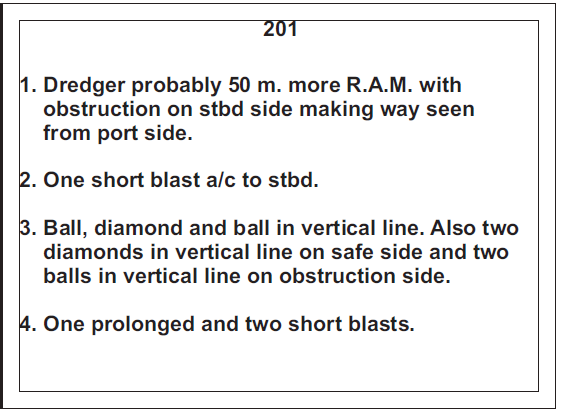 201
1. Dredger probably 50 m. more R.A.M. with
obstruction on stbd side making way seen
from port side.
2. One short blast a/c to stbd.
3. Ball, diamond and ball in vertical line. Also two
diamonds in vertical line on safe side and two
balls in vertical line on obstruction side.
4. One prolonged and two short blasts.